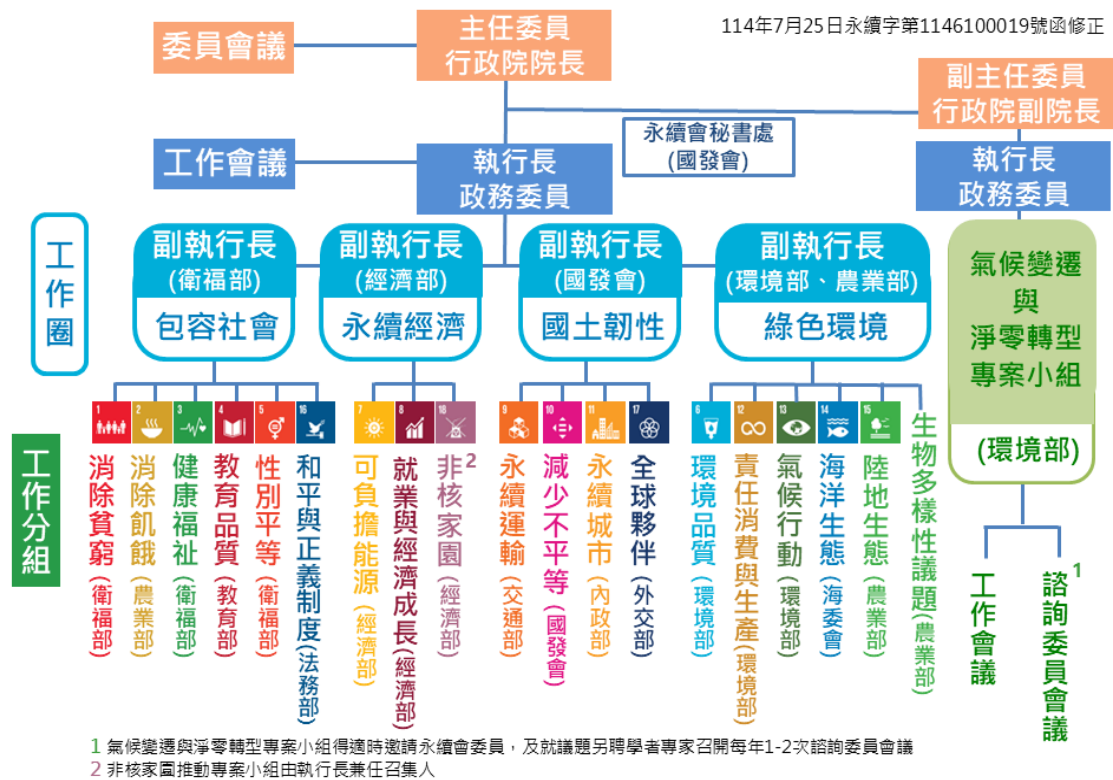 114年7月25日永續字第1146100019號函修正
委員會議
主任委員
行政院院長
副主任委員
行政院副院長
永續會秘書處
(國發會)
工作會議
執行長
政務委員
執行長
政務委員
工作圈
副執行長
(衛福部)
包容社會
副執行長
(經濟部)
永續經濟
副執行長
(國發會)
國土韌性
副執行長
(環境部、農業部)
綠色環境
氣候變遷
與
淨零轉型
專案小組
(環境部)
工作分組
1
消除貧窮(衛福部)
2
消除飢餓(農業部)
3
健康福祉(衛福部)
4
教育品質(教育部)
5
性別平等(衛福部)
16
和平與正義制度(法務部)
7
可負擔能源(經濟部)
8
就業與經濟成長(經濟部)
18
非核家園2(經濟部)
9
永續運輸(交通部)
10
減少不平等(國發會)
11
永續城市(內政部)
17
全球夥伴(外交部)
6
環境品質(環境部)
12
責任消費與生產(環境部)
13
氣候行動(環境部)
14
海洋生態(海委會)
15
陸地生態(農業部)
生物多樣性議題(農業部)
工作會議
諮詢委員會議1
1 氣候變遷與淨零轉型專案小組得適時邀請永續會委員，及就議題另聘學者專家召開每年1-2次諮詢委員會議
2 非核家園推動專案小組由執行長兼任召集人